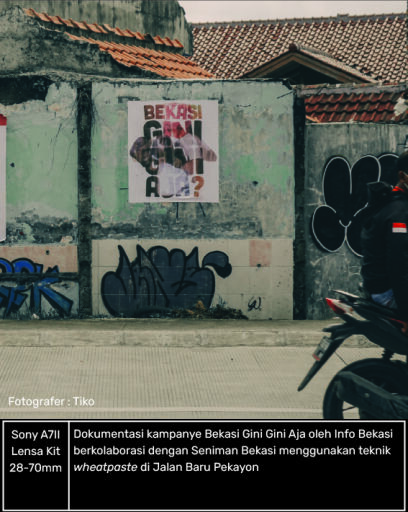 BEKASI
GINI
GINI
AJA?
Fotografer : Tiko
Sony A7II
Lensa Kit
28-70mm
Dokumentasi kampanye Bekasi Gini Gini Aja oleh Info Bekasi
berkolaborasi dengan Seniman Bekasi menggunakan teknik
wheatpaste di Jalan Baru Pekayon